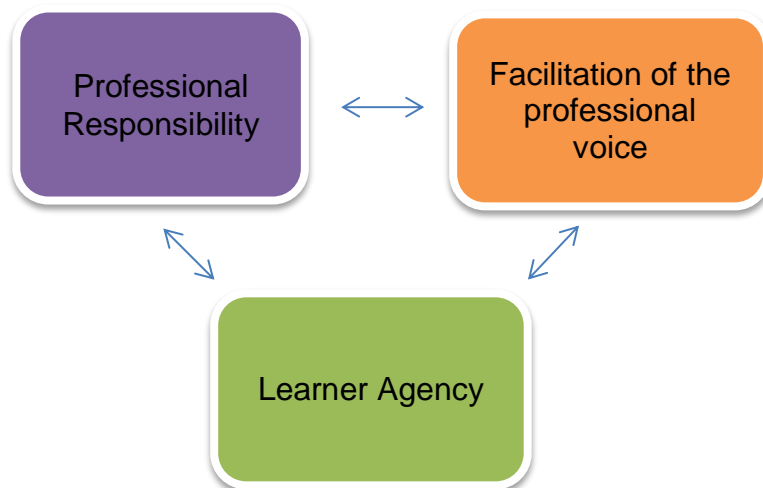 Professional
Responsibility
Facilitation of the
professional
voice
Learner Agency